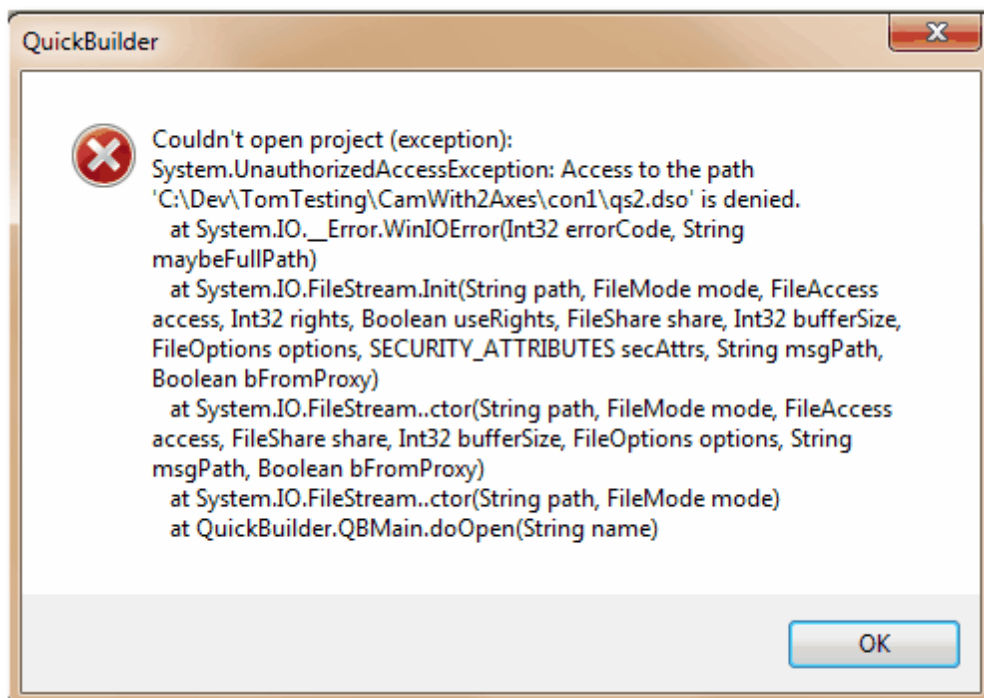 QuickBuilder
Couldn't open project (exception):
System.UnauthorizedAccessException: Access to the path
'C:\Dev\TomTesting\CamWith2Axes\con1\qs2.dso' is denied.
at System.IO.__Error.WinIOError(Int32 errorCode, String
maybeFullPath)
at System.IO.FileStream.Init(String path, FileMode mode, FileAccess
access, Int32 rights, Boolean useRights, FileShare share, Int32 bufferSize,
FileOptions options, SECURITY_ATTRIBUTES secAttrs, String msgPath,
Boolean bFromProxy)
at System.IO.FileStream..ctor(String path, FileMode mode, FileAccess
access, FileShare share, Int32 bufferSize, FileOptions options, String
msgPath, Boolean bFromProxy)
at System.IO.FileStream..ctor(String path, FileMode mode)
at QuickBuilder.QBMain.doOpen(String name)
OK